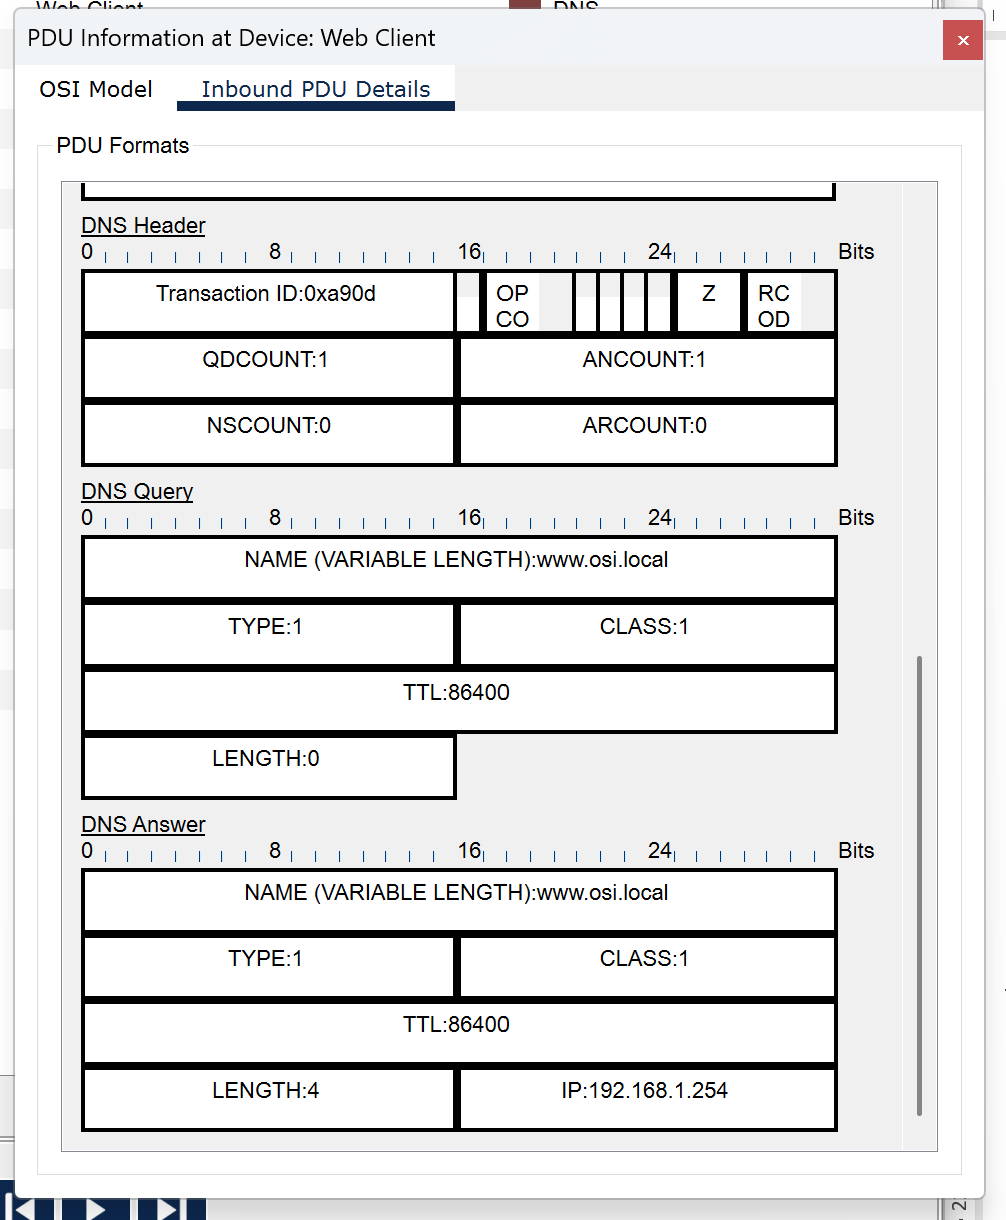 Web Client DNS
PDU Information at Device: Web Client
OSI Model Inbound PDU Details
PDU Formats
DNS Header
0 8 16 24 Bits
Transaction ID:0xa90d OP CO Z RC OD
QDCOUNT:1 ANCOUNT:1
NSCOUNT:0 ARCOUNT:0
DNS Query
0 8 16 24 Bits
NAME (VARIABLE LENGTH):www.osi.local
TYPE:1 CLASS:1
TTL:86400
LENGTH:0
DNS Answer
0 8 16 24 Bits
NAME (VARIABLE LENGTH):www.osi.local
TYPE:1 CLASS:1
TTL:86400
LENGTH:4 IP:192.168.1.254